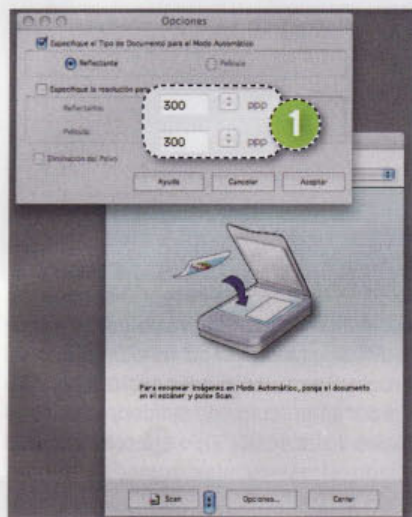 Opciones
Especifique el Tipo de Documento para el Modo Automático
Reflectante Película
Especifique la resolución para
Reflectante: 300 ppp
Película: 300 ppp
1
Eliminación del Polvo
Ayuda Cancelar Aceptar
Para escanear imágenes en Modo Automático, ponga el documento
en el escáner y pulse Scan.
Scan Opciones... Cerrar